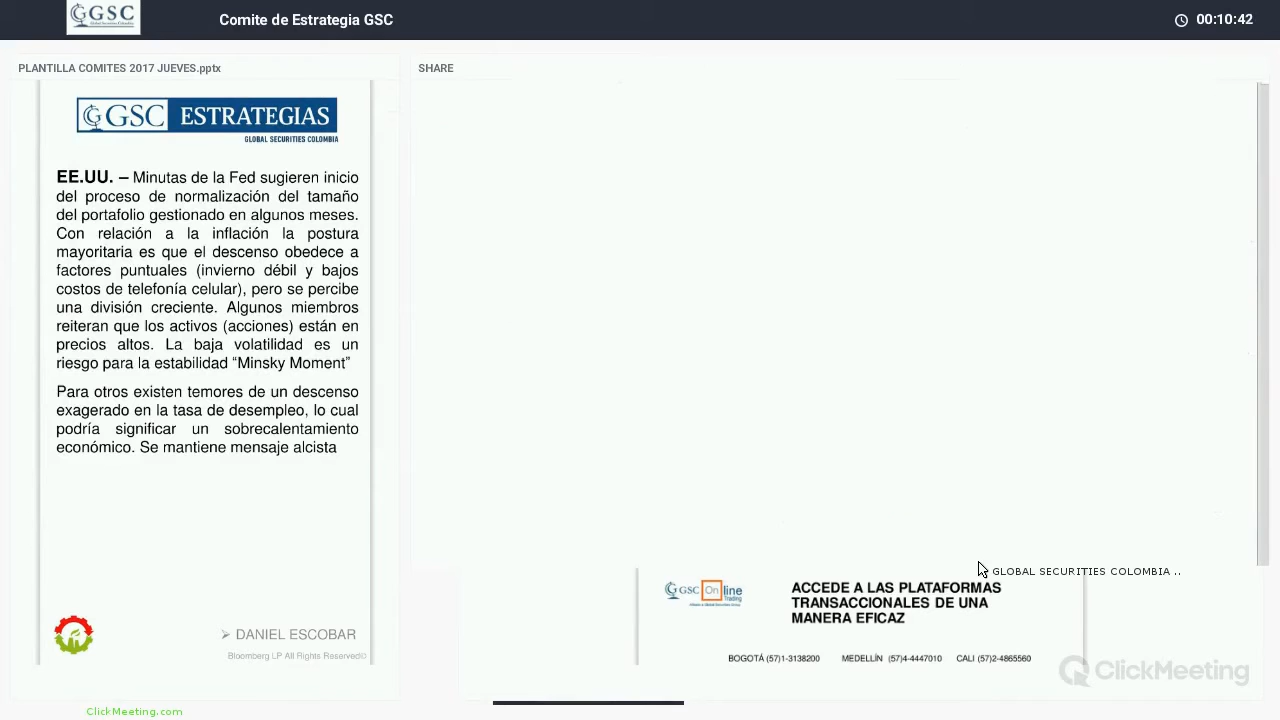 GSC
Comite de Estrategia GSC
00:10:42
PLANTILLA COMITES 2017 JUEVES.pptx
SHARE
GSC ESTRATEGIAS
GLOBAL SECURITIES COLOMBIA
EE.UU. – Minutas de la Fed sugieren inicio
del proceso de normalización del tamaño
del portafolio gestionado en algunos meses.
Con relación a la inflación la postura
mayoritaria es que el descenso obedece a
factores puntuales (invierno débil y bajos
costos de telefonía celular), pero se percibe
una división creciente. Algunos miembros
reiteran que los activos (acciones) están en
precios altos. La baja volatilidad es un
riesgo para la estabilidad “Minsky Moment”
Para otros existen temores de un descenso
exagerado en la tasa de desempleo, lo cual
podría significar un sobrecalentamiento
económico. Se mantiene mensaje alcista
DANIEL ESCOBAR
Bloomberg LP All Rights Reserved©
GLOBAL SECURITIES COLOMBIA ..
GSC Online
Trading
ACCEDE A LAS PLATAFORMAS
TRANSACCIONALES DE UNA
MANERA EFICAZ
BOGOTÁ (57)1-3138200 MEDELLÍN (57)4-4447010 CALI (57)2-4865560
ClickMeeting
ClickMeeting.com